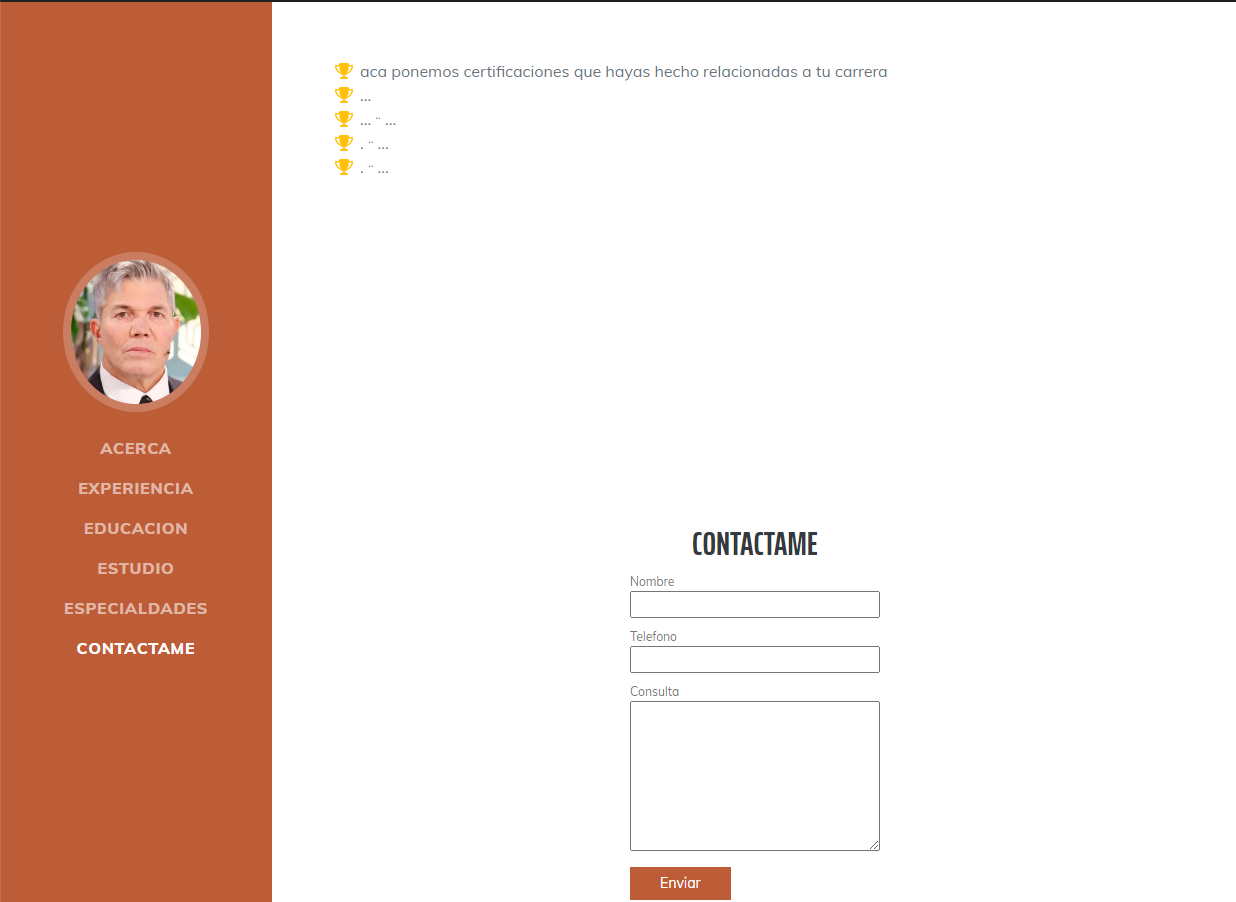 aca ponemos certificaciones que hayas hecho relacionadas a tu carrera
...
... ¨ ...
. ¨ ...
. ¨ ...
ACERCA
EXPERIENCIA
EDUCACION
ESTUDIO
ESPECIALDADES
CONTACTAME
CONTACTAME
Nombre
Telefono
Consulta
Enviar